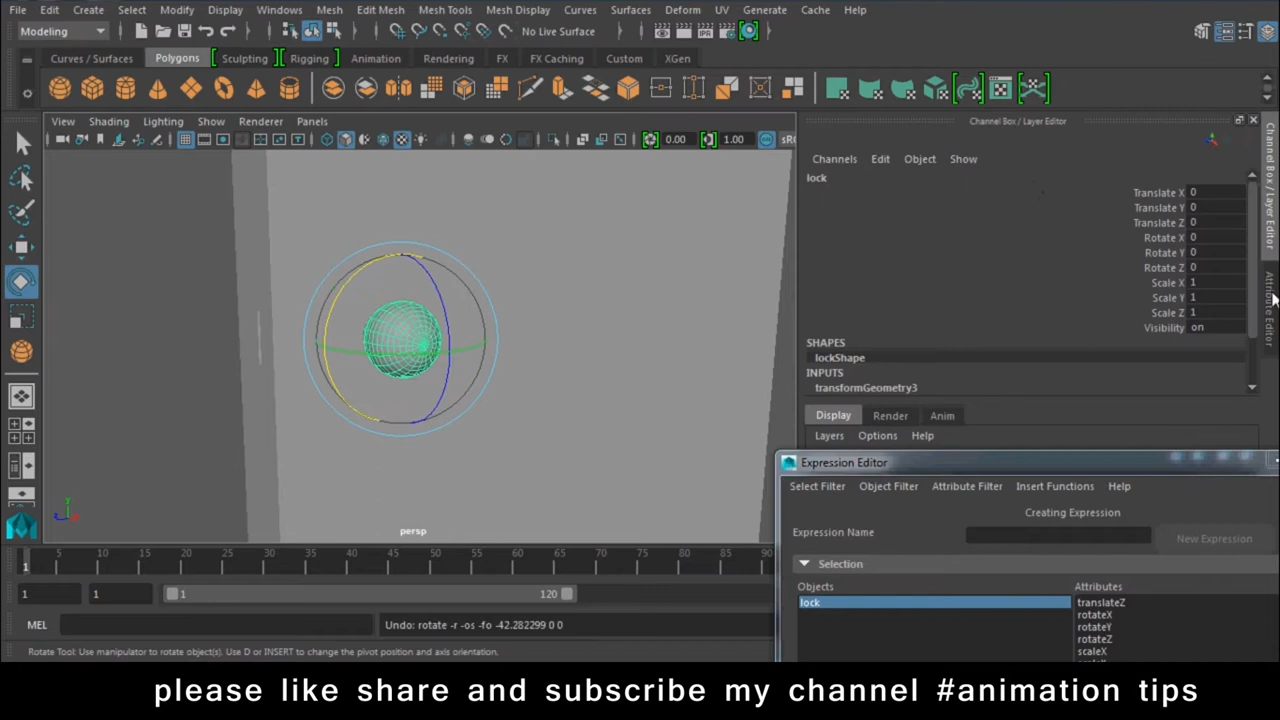 File Edit Create Select Modify Display Windows Mesh Edit Mesh Mesh Tools Mesh Display Curves Surfaces Deform UV Generate Cache Help
Modeling No Live Surface
Curves / Surfaces Polygons Sculpting Rigging Animation Rendering FX FX Caching Custom XGen
View Shading Lighting Show Renderer Panels
0.00 1.00
Channel Box / Layer Editor
Channels Edit Object Show
lock
Translate X 0
Translate Y 0
Translate Z 0
Rotate X 0
Rotate Y 0
Rotate Z 0
Scale X 1
Scale Y 1
Scale Z 1
Visibility on
SHAPES
lockShape
INPUTS
transformGeometry3
Display Render Anim
Layers Options Help
Channel Box / Layer Editor
Attribute Editor
persp
Expression Editor
Select Filter Object Filter Attribute Filter Insert Functions Help
Creating Expression
Expression Name New Expression
Selection
Objects Attributes
lock translateZ
rotateX
rotateY
rotateZ
scaleX
5 10 15 20 25 30 35 40 45 50 55 60 65 70 75 80 85 90
1
1 1 1 120
MEL Undo: rotate -r -os -fo -42.282299 0 0
Rotate Tool: Use manipulator to rotate object(s). Use D or INSERT to change the pivot position and axis orientation.
please like share and subscribe my channel #animation tips